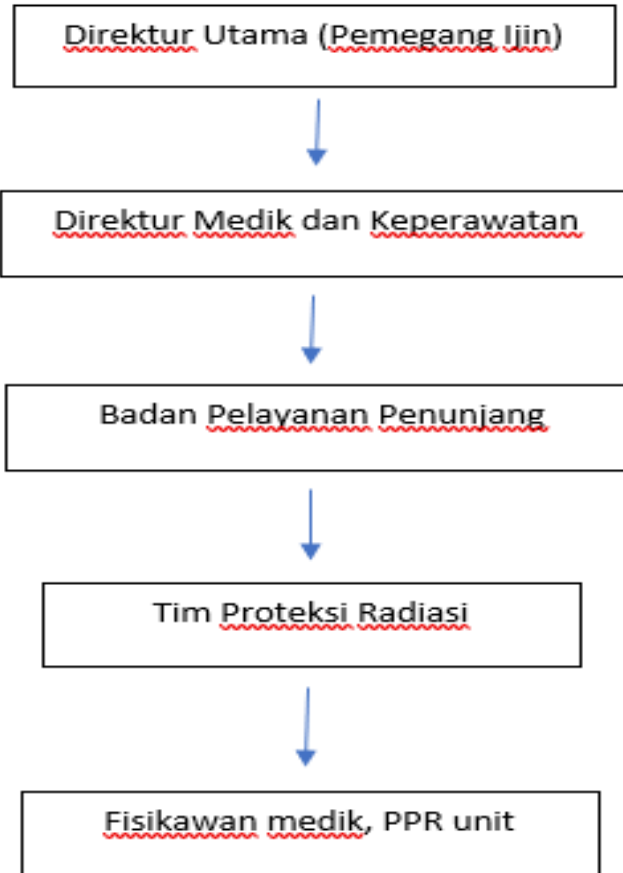 Direktur Utama (Pemegang Ijin)
Direktur Medik dan Keperawatan
Badan Pelayanan Penunjang
Tim Proteksi Radiasi
Fisikawan medik, PPR unit